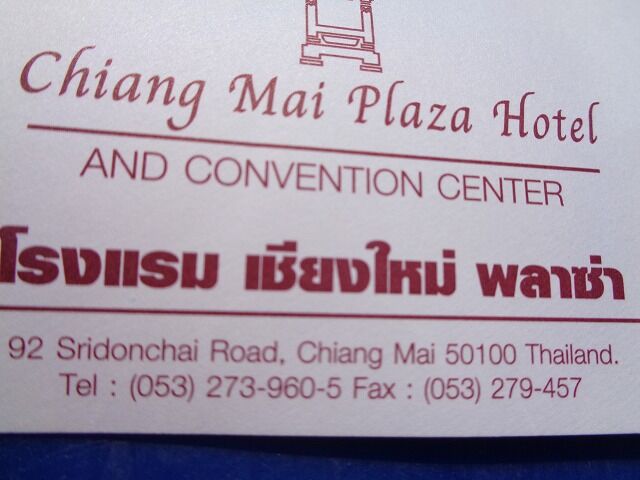 Chiang Mai Plaza Hotel
AND CONVENTION CENTER
โรงแรม เชียงใหม่ พลาซ่า
92 Sridonchai Road, Chiang Mai 50100 Thailand.
Tel : (053) 273-960-5 Fax : (053) 279-457